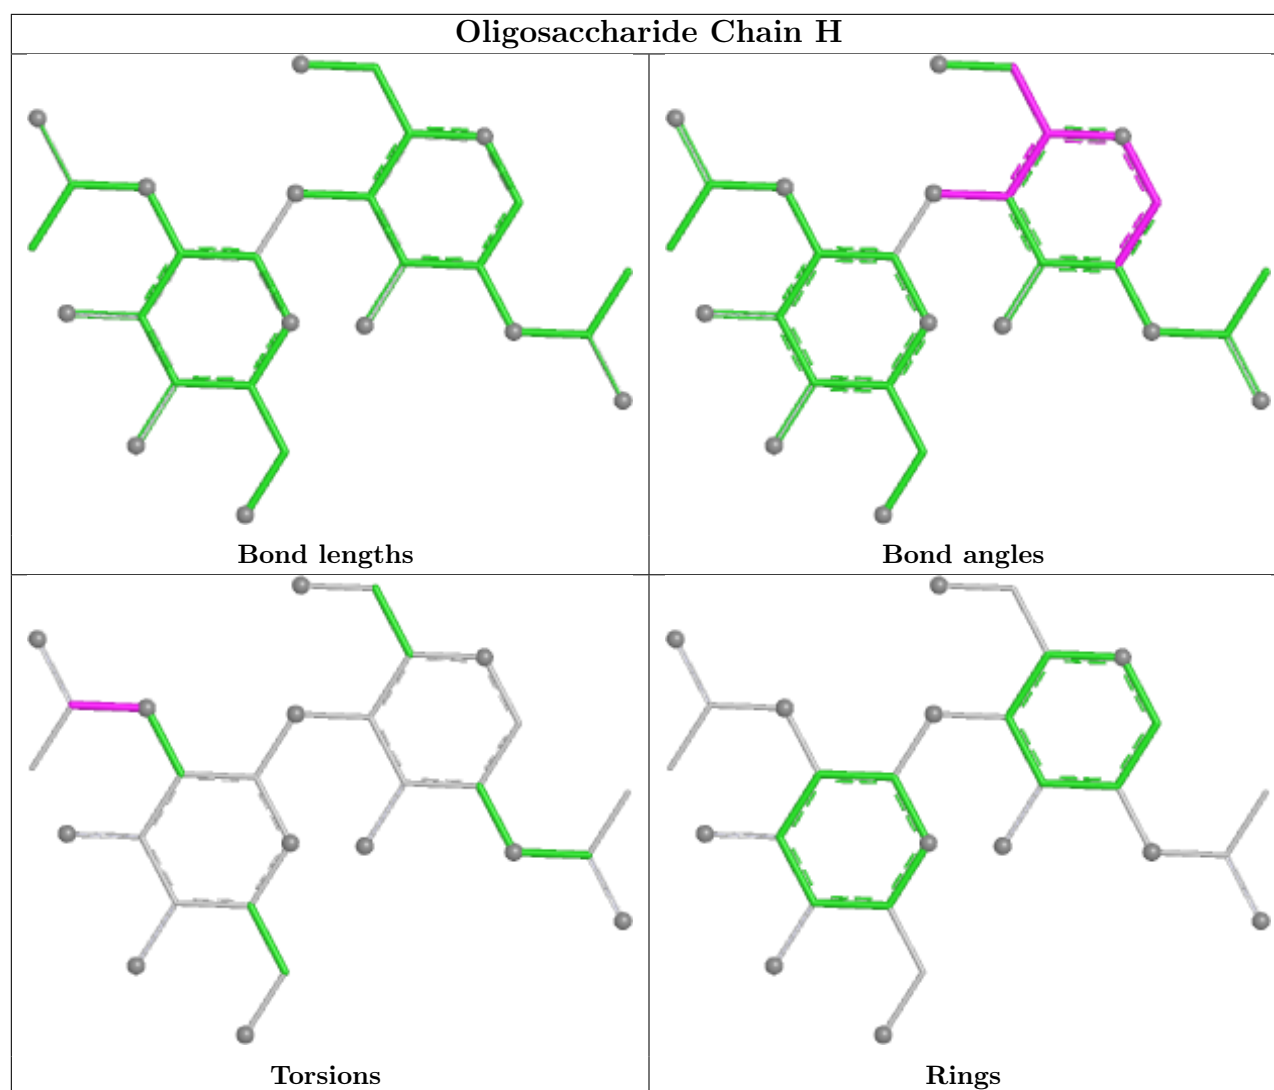 Oligosaccharide Chain H
Bond lengths
Bond angles
Torsions
Rings